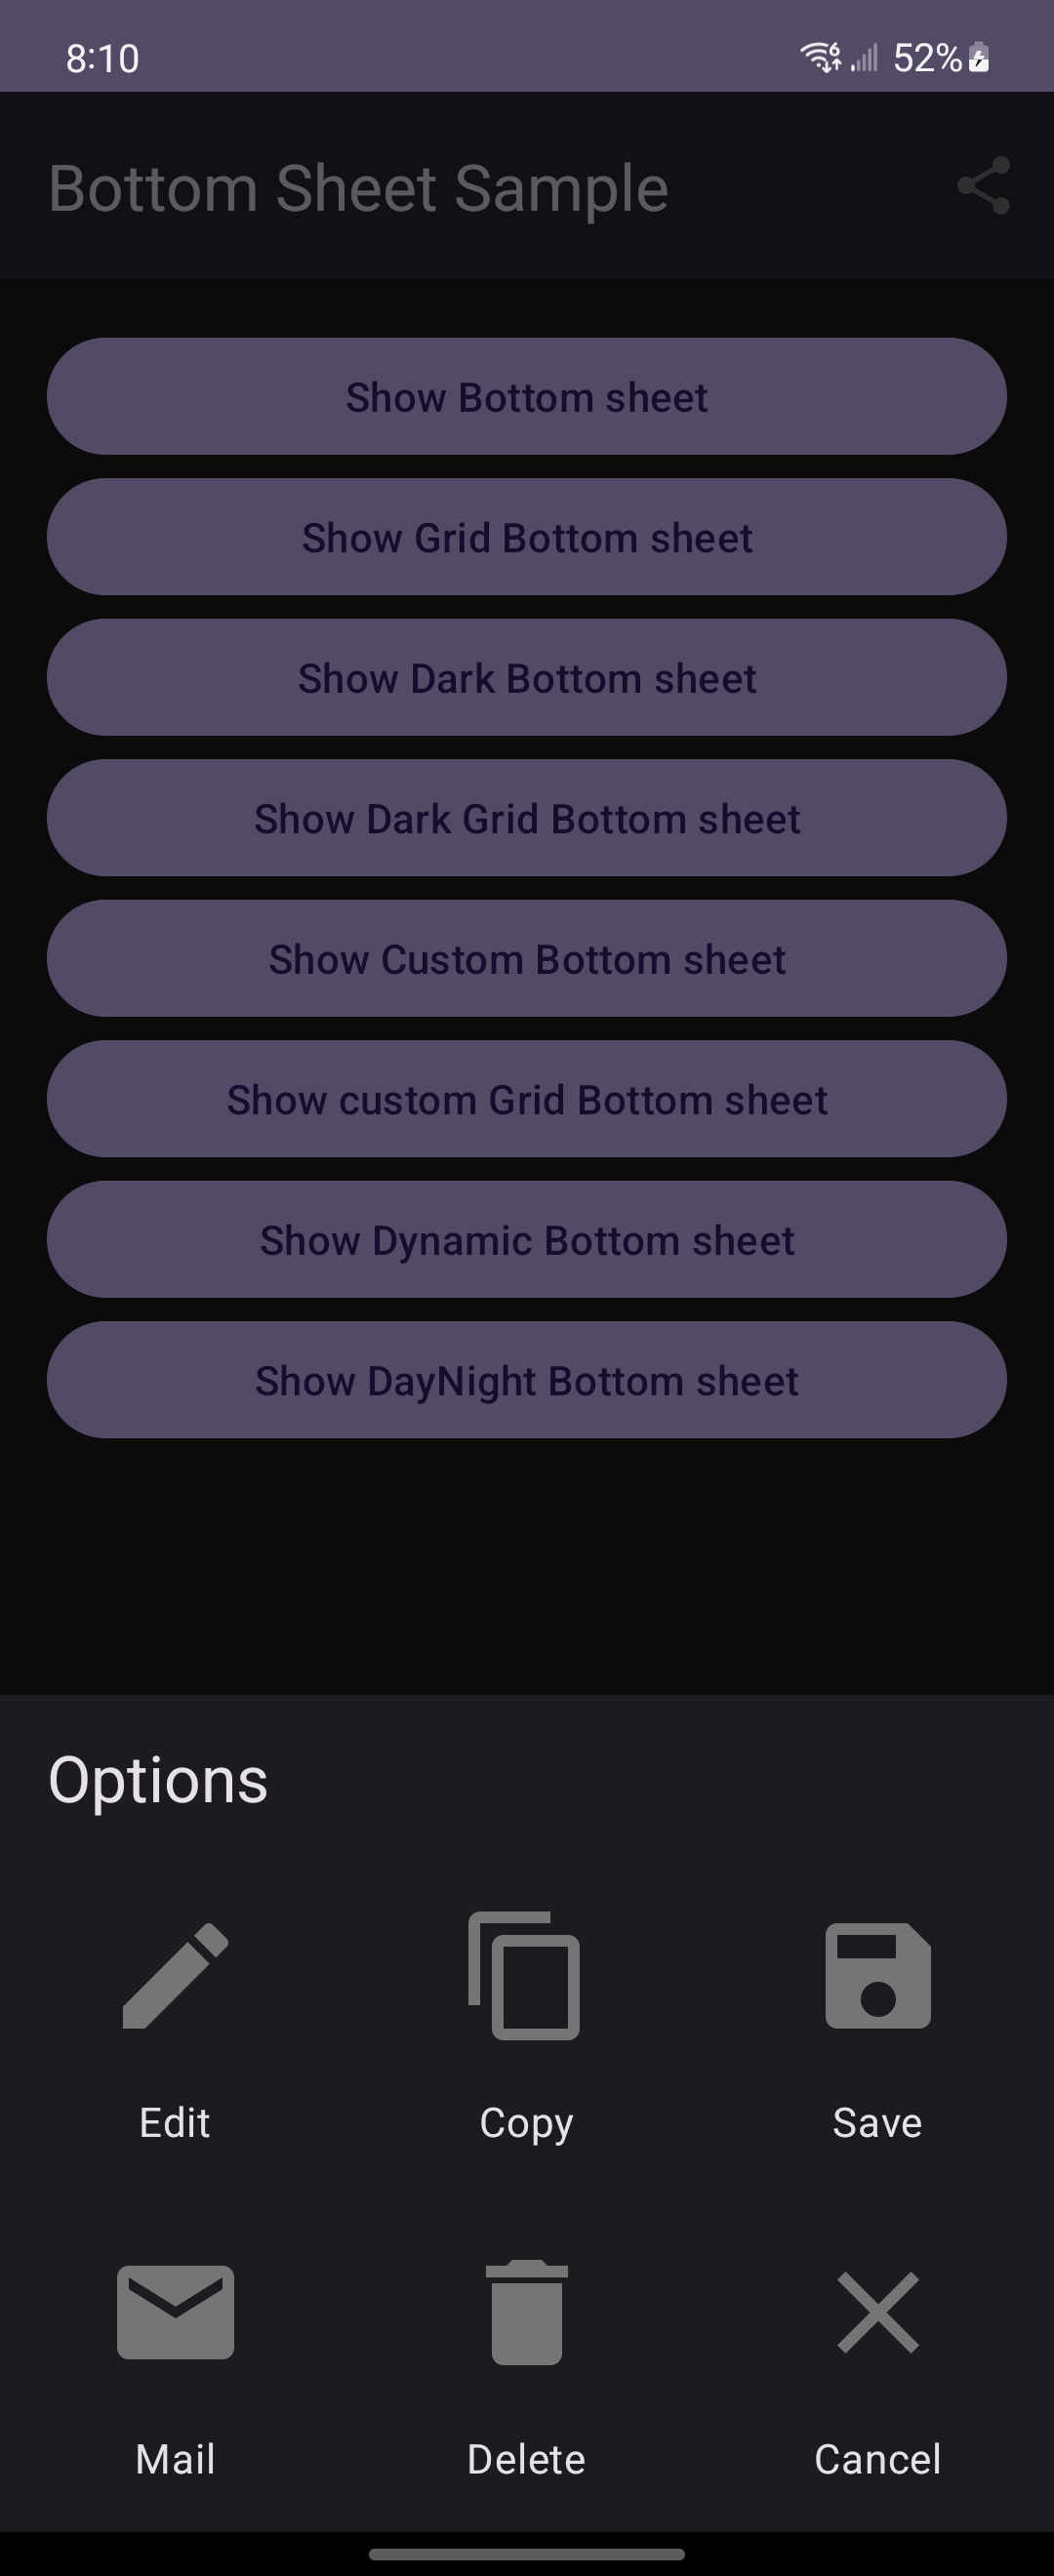 8:10
6 52%
Bottom Sheet Sample
Show Bottom sheet
Show Grid Bottom sheet
Show Dark Bottom sheet
Show Dark Grid Bottom sheet
Show Custom Bottom sheet
Show custom Grid Bottom sheet
Show Dynamic Bottom sheet
Show DayNight Bottom sheet
Options
Edit Copy Save
Mail Delete Cancel